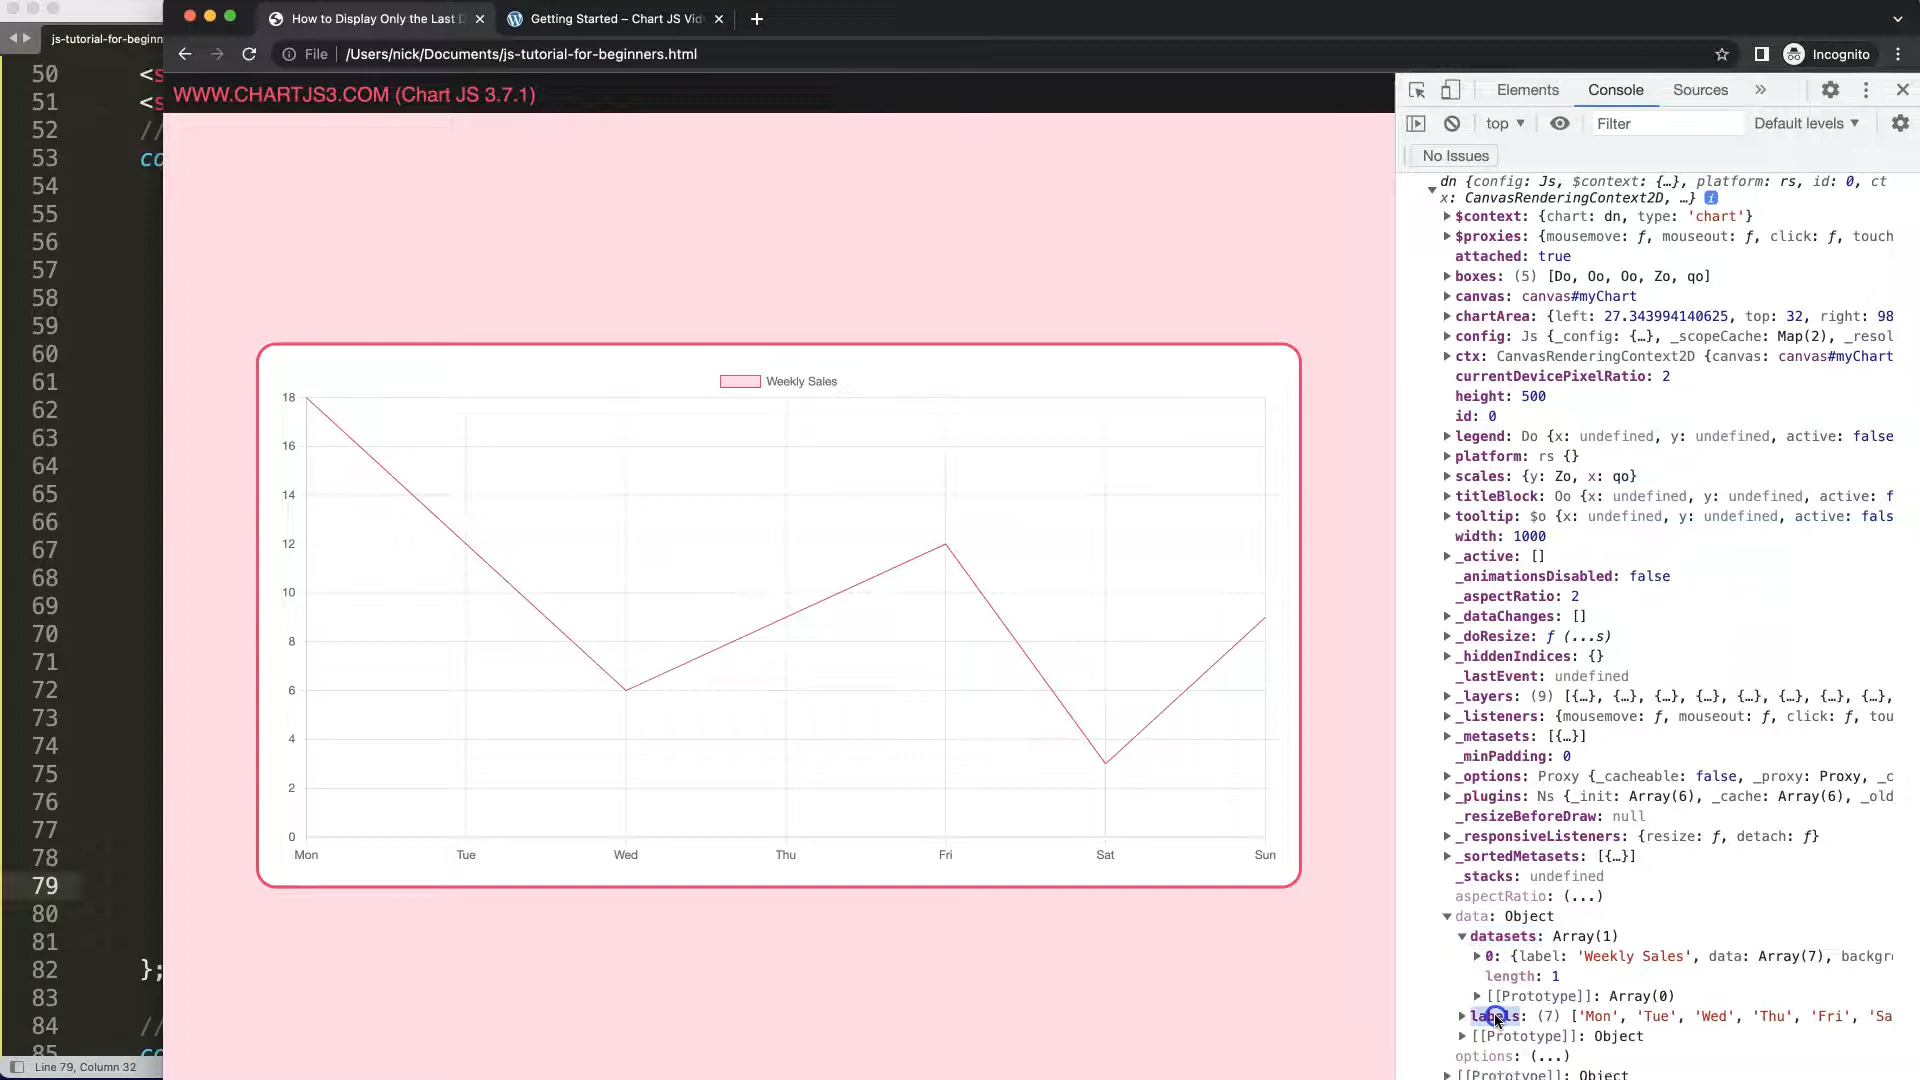 js-tutorial-for-beginn
How to Display Only the Last D
Getting Started – Chart JS Vid
File /Users/nick/Documents/js-tutorial-for-beginners.html
Incognito
WWW.CHARTJS3.COM (Chart JS 3.7.1)
50 <s
51 <s
52 //
53 co
54
55
56
57
58
59
60
61
62
63
64
65
66
67
68
69
70
71
72
73
74
75
76
77
78
79
80
81
82 };
83
84 //
85 co
Line 79, Column 32
Weekly Sales
18
16
14
12
10
8
6
4
2
0
Mon Tue Wed Thu Fri Sat Sun
Elements Console Sources »
top Filter Default levels
No Issues
dn {config: Js, $context: {…}, platform: rs, id: 0, ct
x: CanvasRenderingContext2D, …} i
$context: {chart: dn, type: 'chart'}
$proxies: {mousemove: ƒ, mouseout: ƒ, click: ƒ, touch
attached: true
boxes: (5) [Do, Oo, Oo, Zo, qo]
canvas: canvas#myChart
chartArea: {left: 27.343994140625, top: 32, right: 98
config: Js {_config: {…}, _scopeCache: Map(2), _resol
ctx: CanvasRenderingContext2D {canvas: canvas#myChart
currentDevicePixelRatio: 2
height: 500
id: 0
legend: Do {x: undefined, y: undefined, active: false
platform: rs {}
scales: {y: Zo, x: qo}
titleBlock: Oo {x: undefined, y: undefined, active: f
tooltip: $o {x: undefined, y: undefined, active: fals
width: 1000
_active: []
_animationsDisabled: false
_aspectRatio: 2
_dataChanges: []
_doResize: ƒ (...s)
_hiddenIndices: {}
_lastEvent: undefined
_layers: (9) [{…}, {…}, {…}, {…}, {…}, {…}, {…}, {…},
_listeners: {mousemove: ƒ, mouseout: ƒ, click: ƒ, tou
_metasets: [{…}]
_minPadding: 0
_options: Proxy {_cacheable: false, _proxy: Proxy, _c
_plugins: Ns {_init: Array(6), _cache: Array(6), _old
_resizeBeforeDraw: null
_responsiveListeners: {resize: ƒ, detach: ƒ}
_sortedMetasets: [{…}]
_stacks: undefined
aspectRatio: (...)
data: Object
datasets: Array(1)
0: {label: 'Weekly Sales', data: Array(7), backgr
length: 1
[[Prototype]]: Array(0)
labels: (7) ['Mon', 'Tue', 'Wed', 'Thu', 'Fri', 'Sa
[[Prototype]]: Object
options: (...)
[[Prototype]]: Object